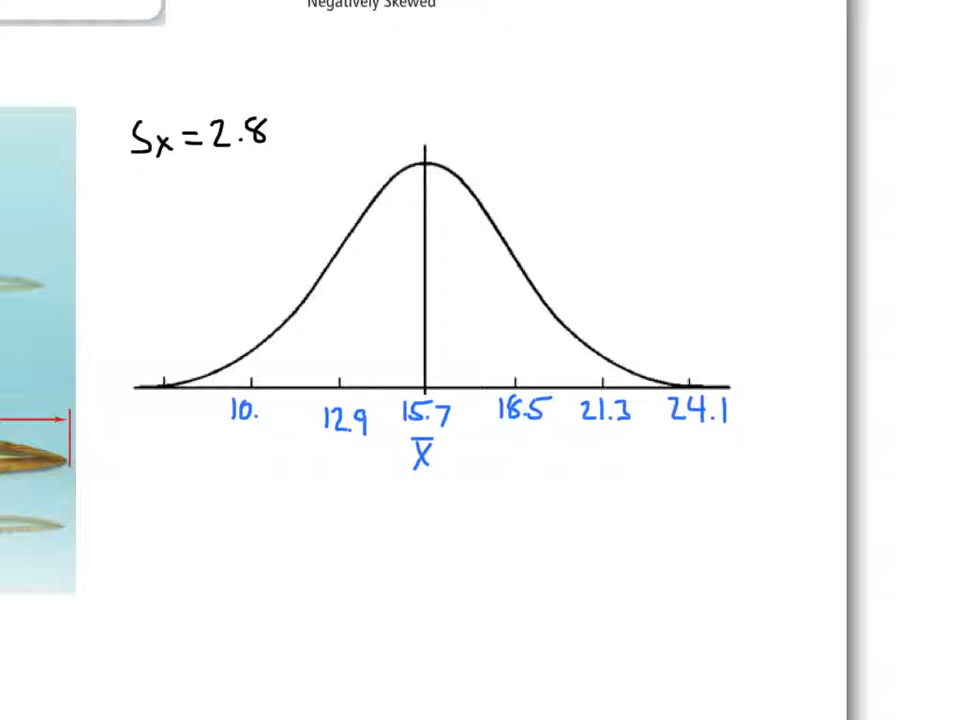 Negatively Skewed
Sx = 2.8
10. 12.9 15.7 18.5 21.3 24.1
X̅